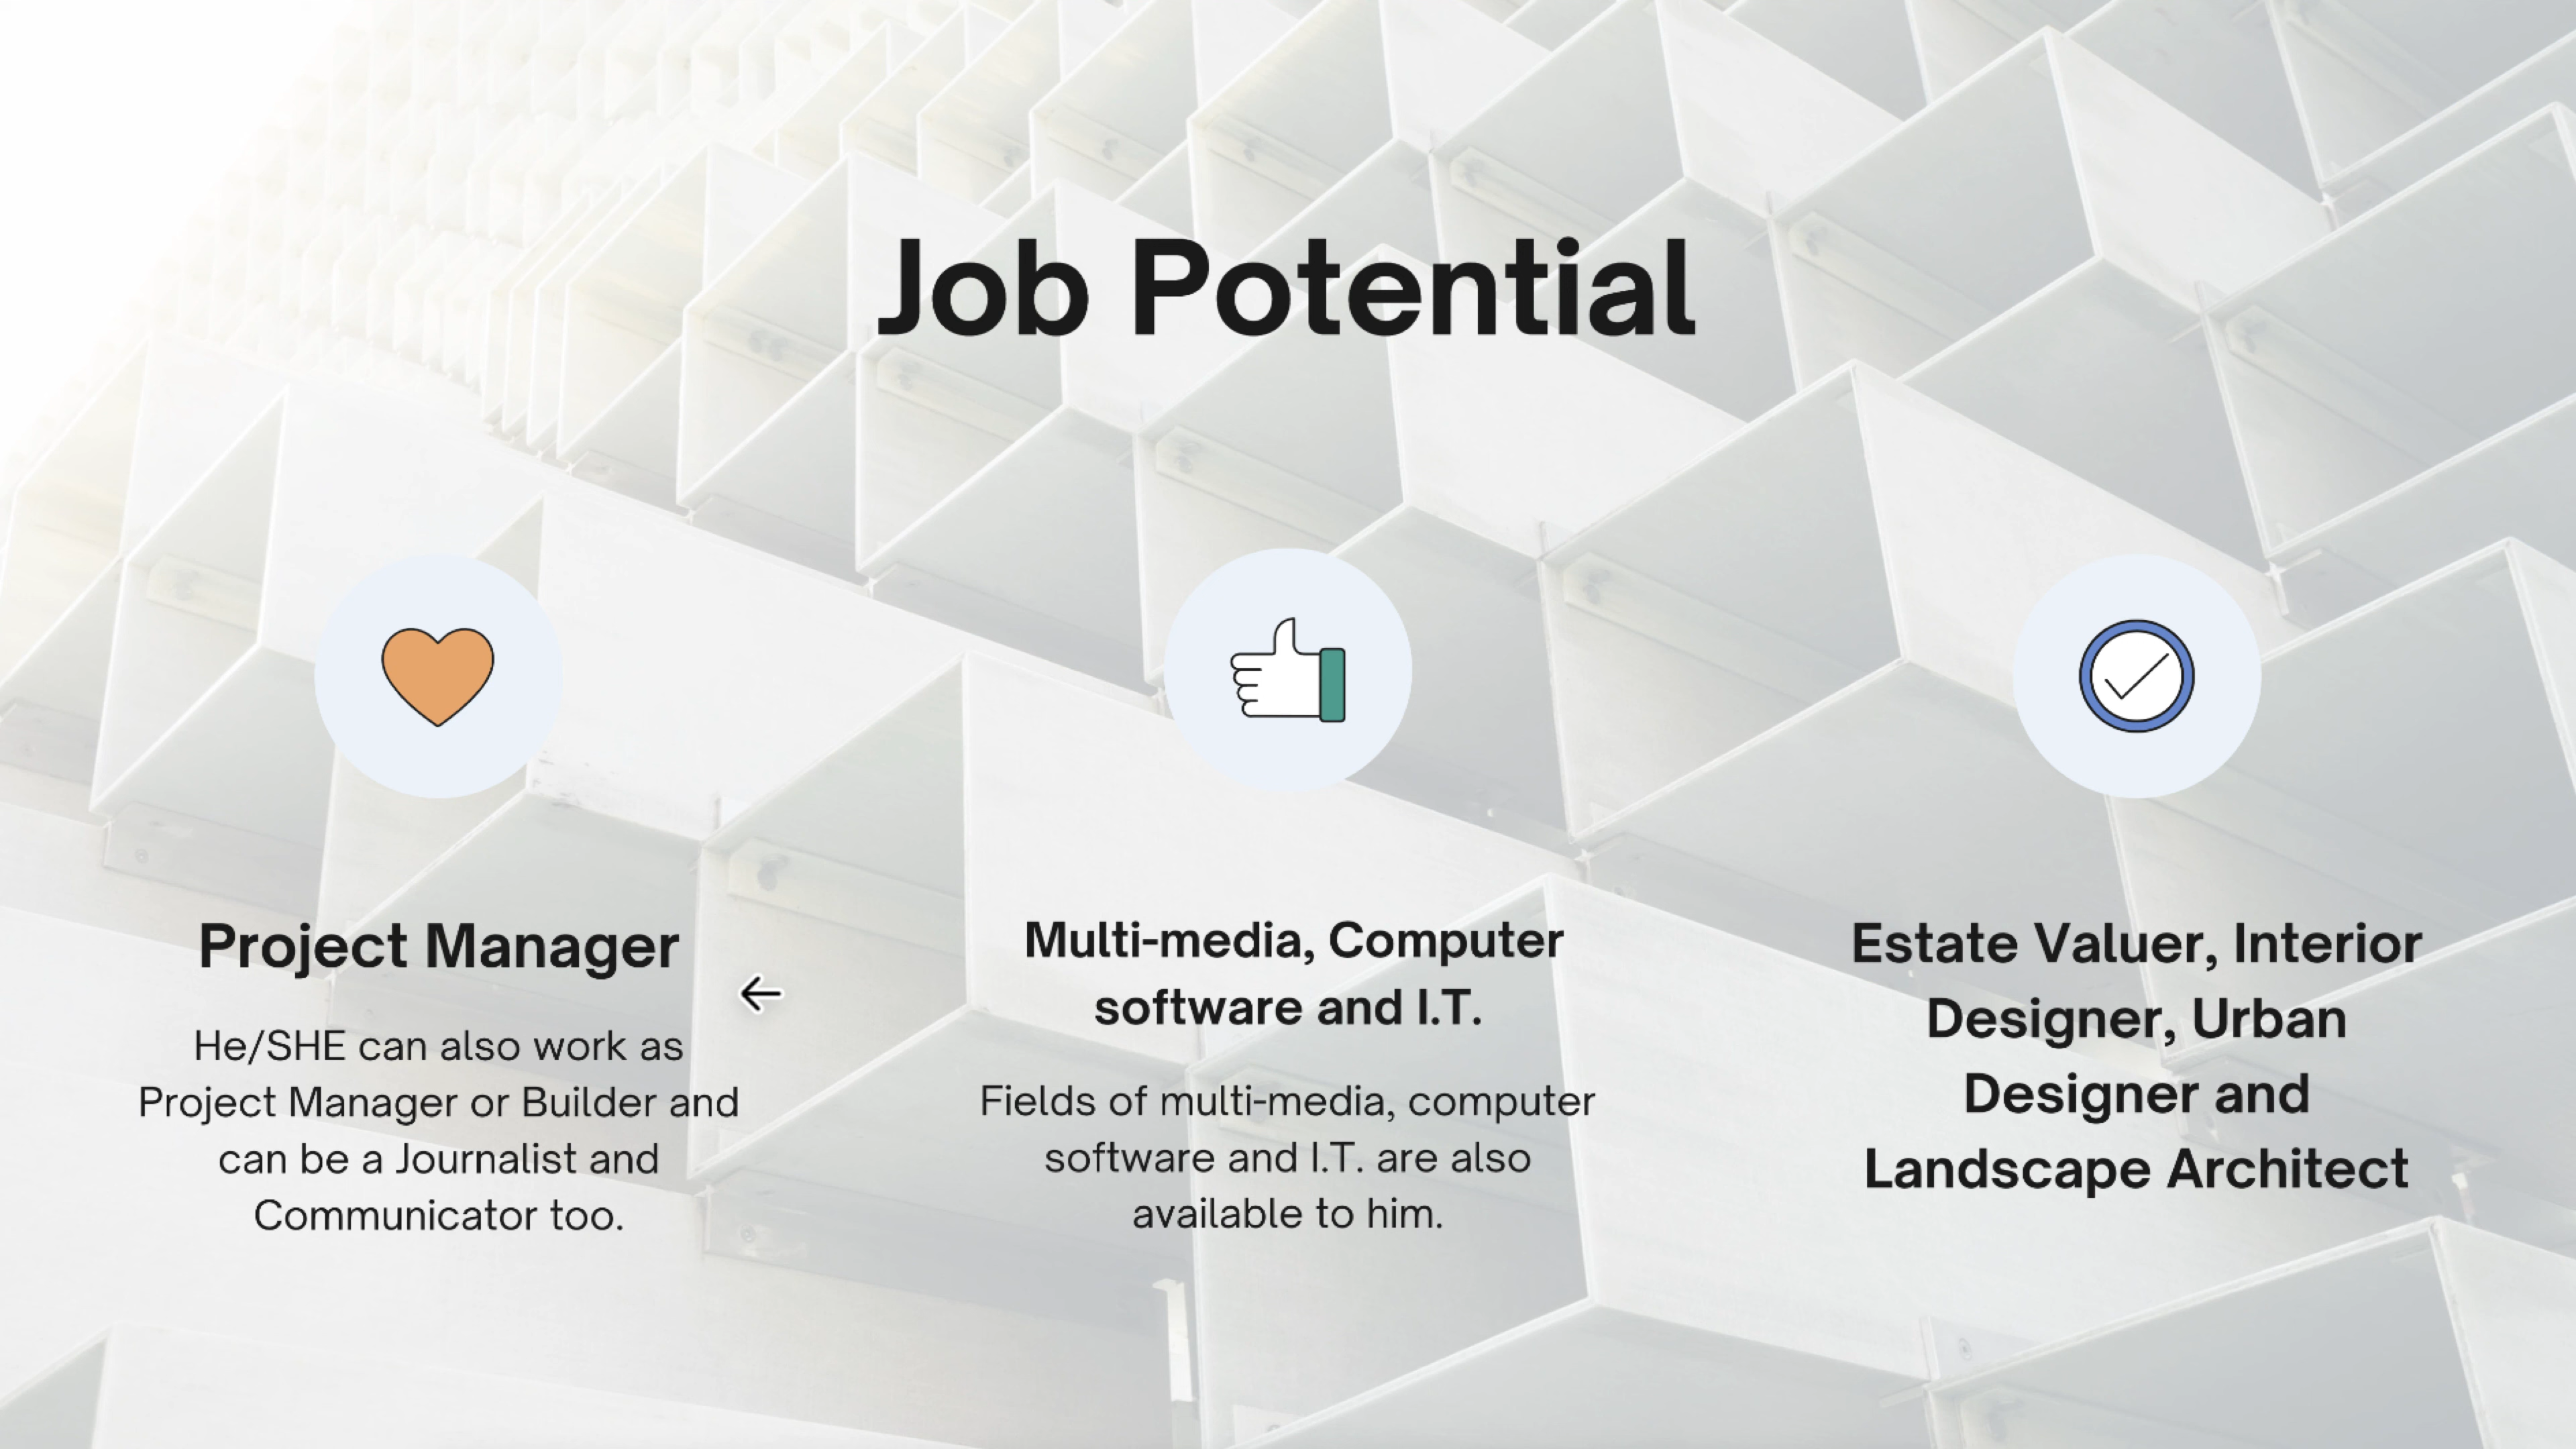 Job Potential
Project Manager
He/SHE can also work as
Project Manager or Builder and
can be a Journalist and
Communicator too.
Multi-media, Computer
software and I.T.
Fields of multi-media, computer
software and I.T. are also
available to him.
Estate Valuer, Interior
Designer, Urban
Designer and
Landscape Architect